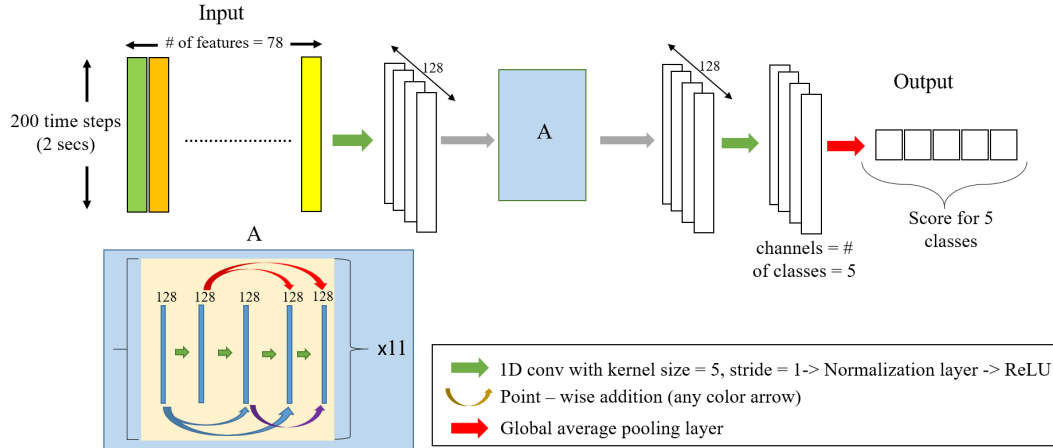 Input
# of features = 78
200 time steps
(2 secs)
128
A
128
Output
channels = #
of classes = 5
Score for 5
classes
A
128 128 128 128 128
x11
1D conv with kernel size = 5, stride = 1-> Normalization layer -> ReLU
Point – wise addition (any color arrow)
Global average pooling layer